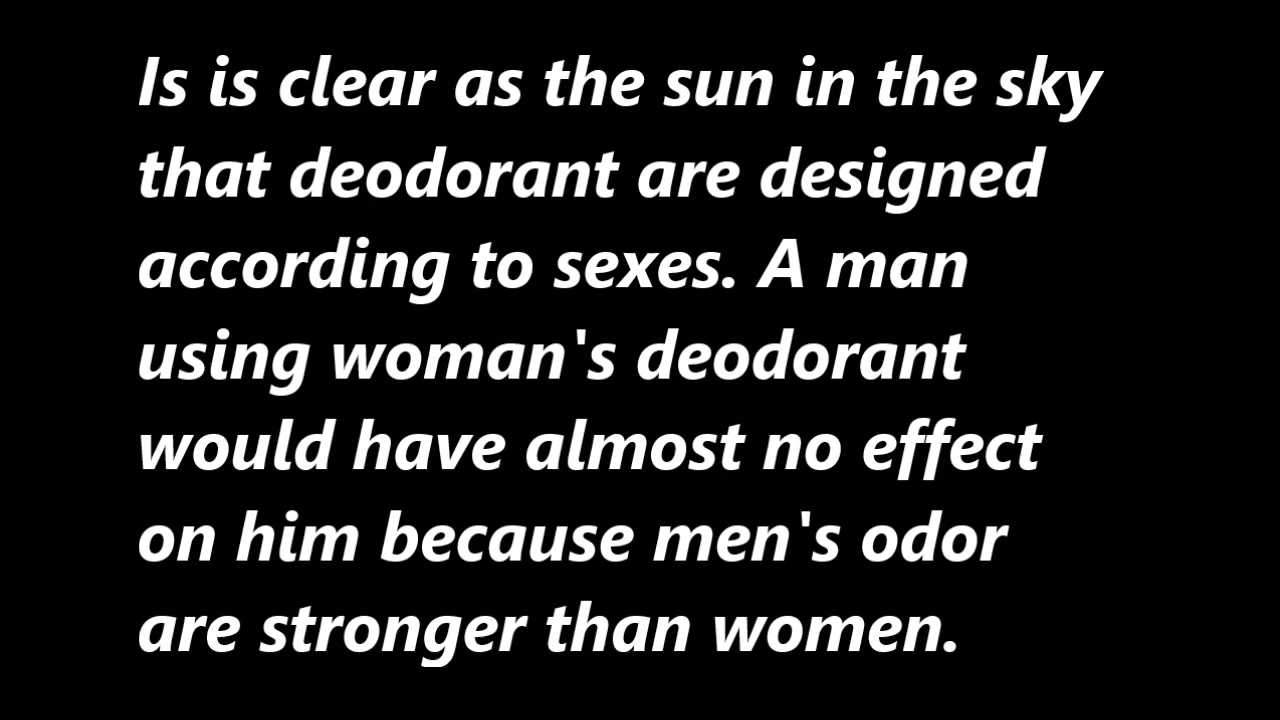 Is is clear as the sun in the sky
that deodorant are designed
according to sexes. A man
using woman's deodorant
would have almost no effect
on him because men's odor
are stronger than women.